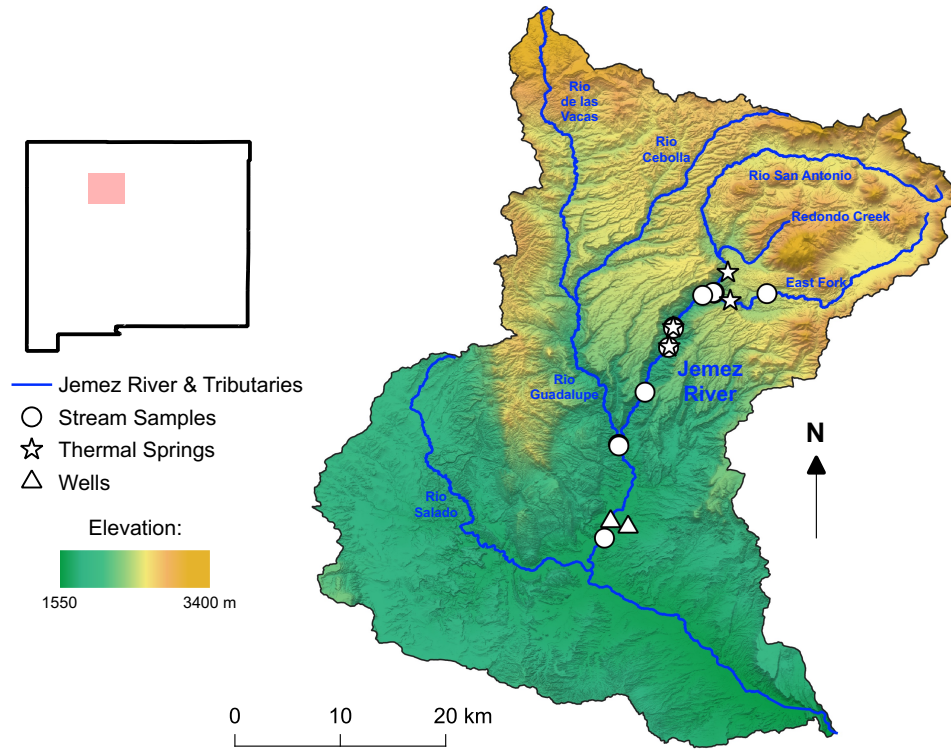 Rio
de las
Vacas
Rio
Cebolla
Rio San Antonio
Redondo Creek
East Fork
Jemez
River
Rio
Guadalupe
Rio
Salado
Jemez River & Tributaries
Stream Samples
Thermal Springs
Wells
Elevation:
1550
3400 m
N
0
10
20 km